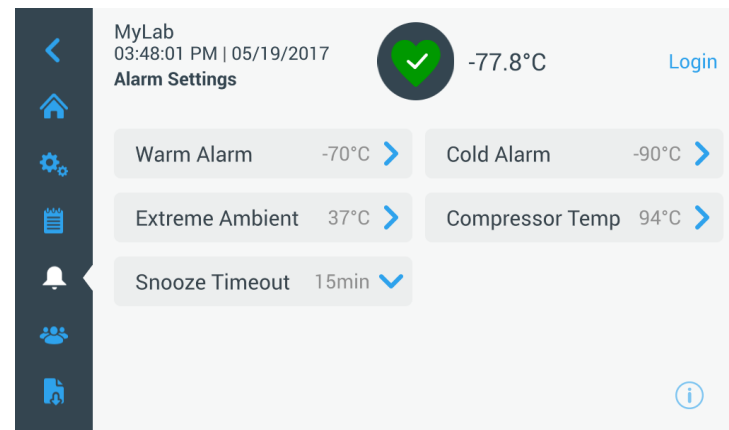 MyLab
03:48:01 PM | 05/19/2017
Alarm Settings
-77.8°C
Login
Warm Alarm -70°C
Cold Alarm -90°C
Extreme Ambient 37°C
Compressor Temp 94°C
Snooze Timeout 15min
i